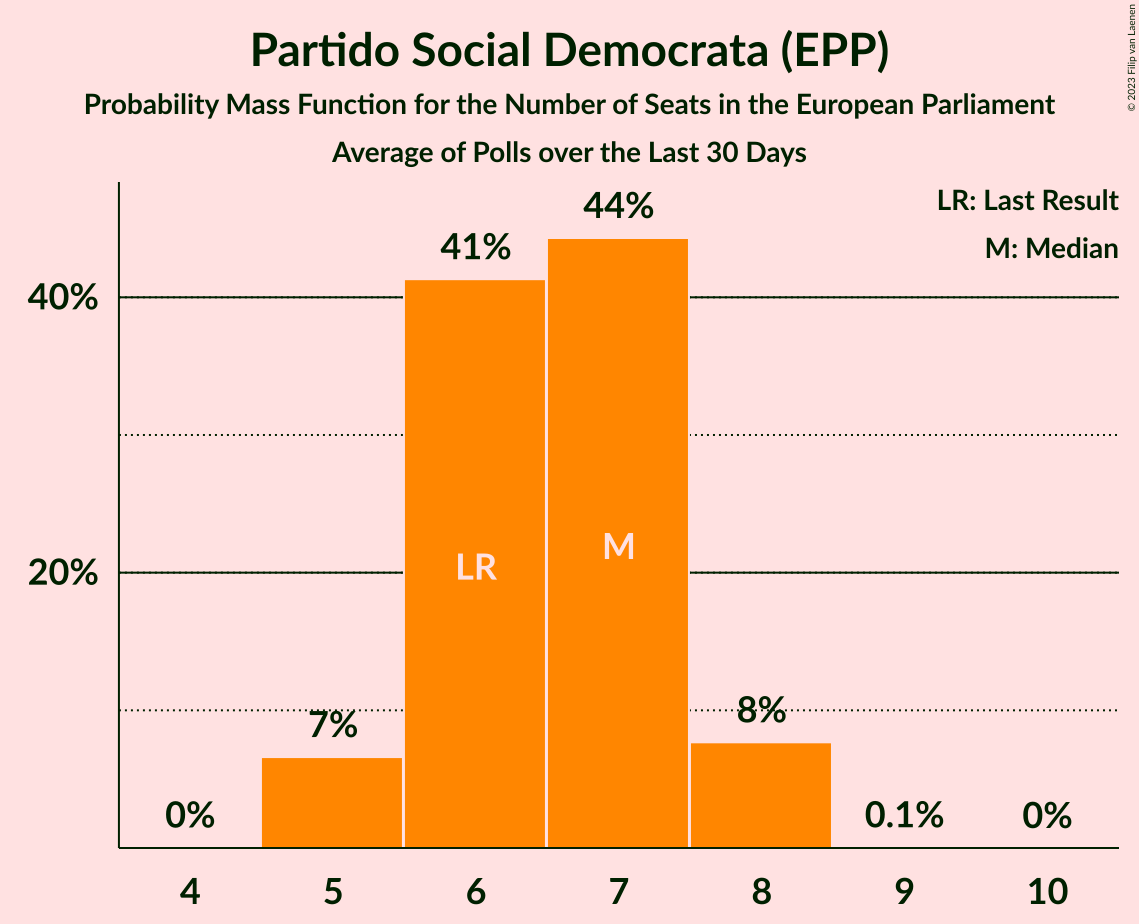 Partido Social Democrata (EPP)
Probability Mass Function for the Number of Seats in the European Parliament
Average of Polls over the Last 30 Days
© 2023 Filip van Laenen
LR: Last Result
M: Median
44%
41%
40%
LR
M
20%
7%
8%
0%
0.1%
0%
4
5
6
7
8
9
10